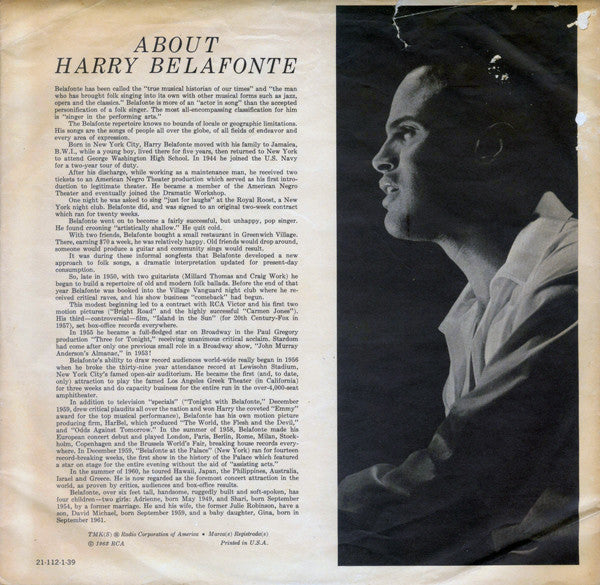 ABOUT
HARRY BELAFONTE
Belafonte has been called the "true musical historian of our times" and "the man
who has brought folk singing into its own with other musical forms such as jazz,
opera and the classics." Belafonte is more of an "actor in song" than the accepted
personification of a folk singer. The most all-encompassing classification for him
is "singer in the performing arts."
The Belafonte repertoire knows no bounds of locale or geographic limitations.
His songs are the songs of people all over the globe, of all fields of endeavor and
every area of expression.
Born in New York City, Harry Belafonte moved with his family to Jamaica,
B.W.I., while a young boy, lived there for five years, then returned to New York
to attend George Washington High School. In 1944 he joined the U.S. Navy
for a two-year tour of duty.
After his discharge, while working as a maintenance man, he received two
tickets to an American Negro Theater production which served as his first intro-
duction to legitimate theater. He became a member of the American Negro
Theater and eventually joined the Dramatic Workshop.
One night he was asked to sing "just for laughs" at the Royal Roost, a New
York night club. Belafonte did, and was signed to an original two-week contract
which ran for twenty weeks.
Belafonte went on to become a fairly successful, but unhappy, pop singer.
He found crooning "artistically shallow." He quit cold.
With two friends, Belafonte bought a small restaurant in Greenwich Village.
There, earning $70 a week, he was relatively happy. Old friends would drop around,
someone would produce a guitar and community sings would result.
It was during these informal songfests that Belafonte developed a new
approach to folk songs, a dramatic interpretation updated for present-day
consumption.
So, late in 1950, with two guitarists (Millard Thomas and Craig Work) he
began to build a repertoire of old and modern folk ballads. Before the end of that
year Belafonte was booked into the Village Vanguard night club where he re-
ceived critical raves, and his show business "comeback" had begun.
This modest beginning led to a contract with RCA Victor and his first two
motion pictures ("Bright Road" and the highly successful "Carmen Jones").
His third—controversial—film, "Island in the Sun" (for 20th Century-Fox in
1957), set box-office records everywhere.
In 1955 he became a full-fledged star on Broadway in the Paul Gregory
production "Three for Tonight," receiving unanimous critical acclaim. Stardom
had come after only one previous small role in a Broadway show, "John Murray
Anderson's Almanac," in 1953!
Belafonte's ability to draw record audiences world-wide really began in 1956
when he broke the thirty-nine year attendance record at Lewisohn Stadium,
New York City's famed open-air auditorium. He became the first (and, to date,
only) attraction to play the famed Los Angeles Greek Theater (in California)
for three weeks and do capacity business for the entire run in the over-4,000-seat
amphitheater.
In addition to television "specials" ("Tonight with Belafonte," December
1959, drew critical plaudits all over the nation and won Harry the coveted "Emmy"
award for the top musical performance), Belafonte has his own motion picture
producing firm, HarBel, which produced "The World, the Flesh and the Devil,"
and "Odds Against Tomorrow." In the summer of 1958, Belafonte made his
European concert debut and played London, Paris, Berlin, Rome, Milan, Stock-
holm, Copenhagen and the Brussels World's Fair, breaking house records every-
where. In December 1959, "Belafonte at the Palace" (New York) ran for fourteen
record-breaking weeks, the first show in the history of the Palace which featured
a star on stage for the entire evening without the aid of "assisting acts."
In the summer of 1960, he toured Hawaii, Japan, the Philippines, Australia,
Israel and Greece. He is now regarded as the foremost concert attraction in the
world, as proven by critics, audiences and box-office results.
Belafonte, over six feet tall, handsome, ruggedly built and soft-spoken, has
four children—two girls: Adrienne, born May 1949, and Shari, born September
1954, by a former marriage. He and his wife, the former Julie Robinson, have a
son, David Michael, born September 1959, and a baby daughter, Gina, born in
September 1961.
TMK(S) ® Radio Corporation of America • Marca(s) Registrada(s)
© 1968 RCA Printed in U.S.A.
21-112-1-39